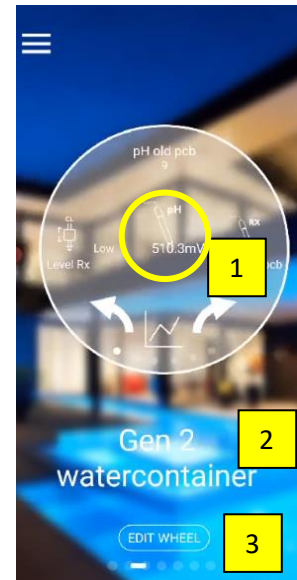 pH old pcb
9
pH
CL
Rx
Low
510.3mV
Level Rx
pcb
1
Gen 2
2
watercontainer
EDIT WHEEL
3